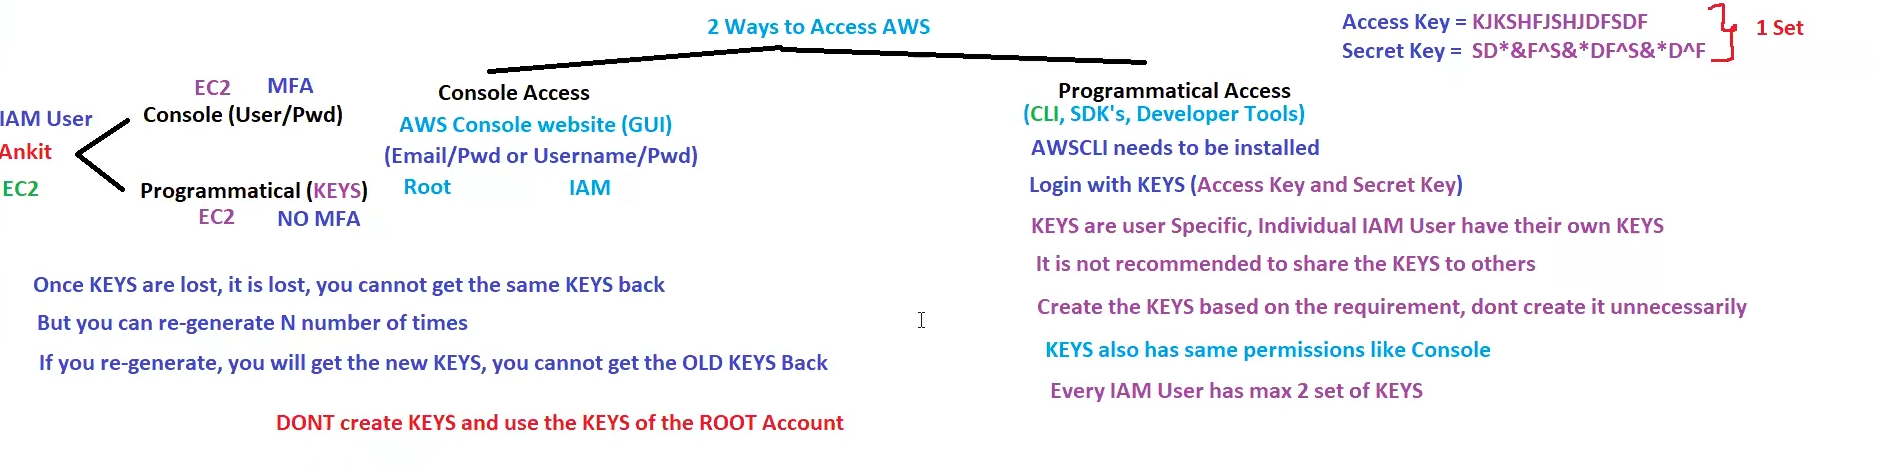 2 Ways to Access AWS
Access Key = KJKSHFJSHJDFSDF
Secret Key = SD*&F^S&*DF^S&*D^F
1 Set
IAM User
Ankit
EC2
EC2 MFA
Console (User/Pwd)
Programmatical (KEYS)
EC2 NO MFA
Console Access
AWS Console website (GUI)
(Email/Pwd or Username/Pwd)
Root IAM
Programmatical Access
(CLI, SDK's, Developer Tools)
AWSCLI needs to be installed
Login with KEYS (Access Key and Secret Key)
KEYS are user Specific, Individual IAM User have their own KEYS
It is not recommended to share the KEYS to others
Create the KEYS based on the requirement, dont create it unnecessarily
KEYS also has same permissions like Console
Every IAM User has max 2 set of KEYS
Once KEYS are lost, it is lost, you cannot get the same KEYS back
But you can re-generate N number of times
If you re-generate, you will get the new KEYS, you cannot get the OLD KEYS Back
DONT create KEYS and use the KEYS of the ROOT Account